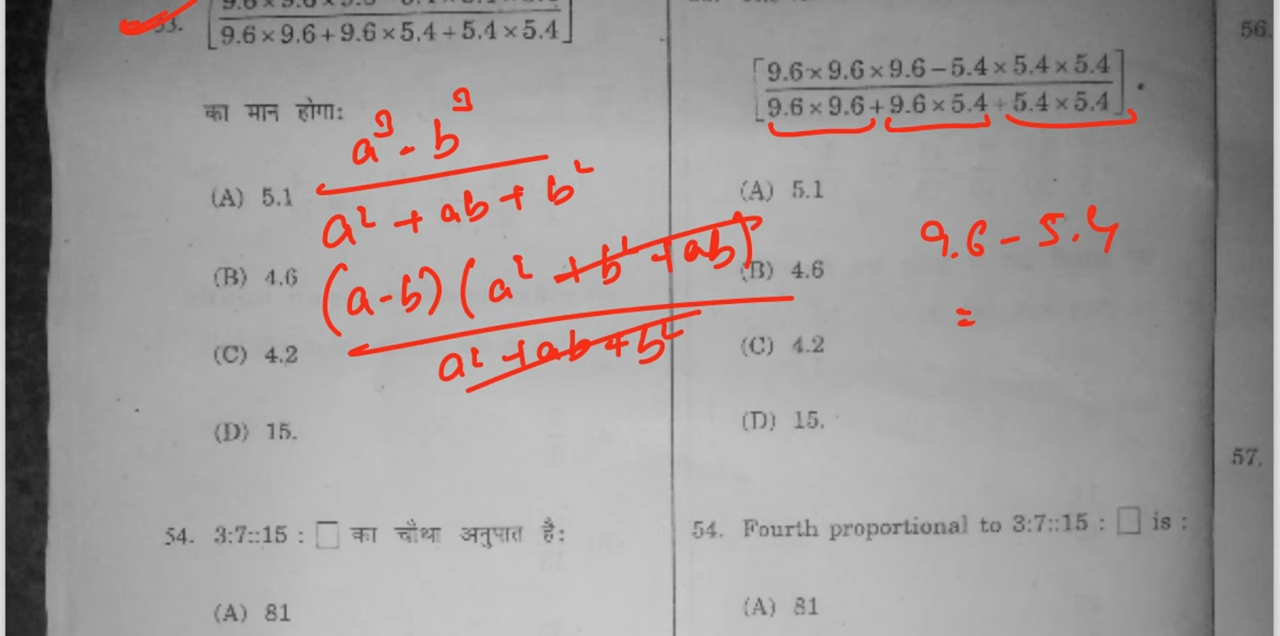 53.
9.6 × 9.6 + 9.6 × 5.4 + 5.4 × 5.4
का मान होगाः
(A) 5.1
(B) 4.6
(C) 4.2
(D) 15.
54. 3:7::15 : □ का चौथा अनुपात है:
(A) 81
a³ - b³
a² + ab + b²
(a-b) (a² + b² + ab)
a² + ab + b²
9.6 × 9.6 × 9.6 – 5.4 × 5.4 × 5.4
9.6 × 9.6 + 9.6 × 5.4 + 5.4 × 5.4
(A) 5.1
(B) 4.6
(C) 4.2
(D) 15.
9.6 - 5.4
=
54. Fourth proportional to 3:7::15 : □ is :
(A) 81
56.
57.